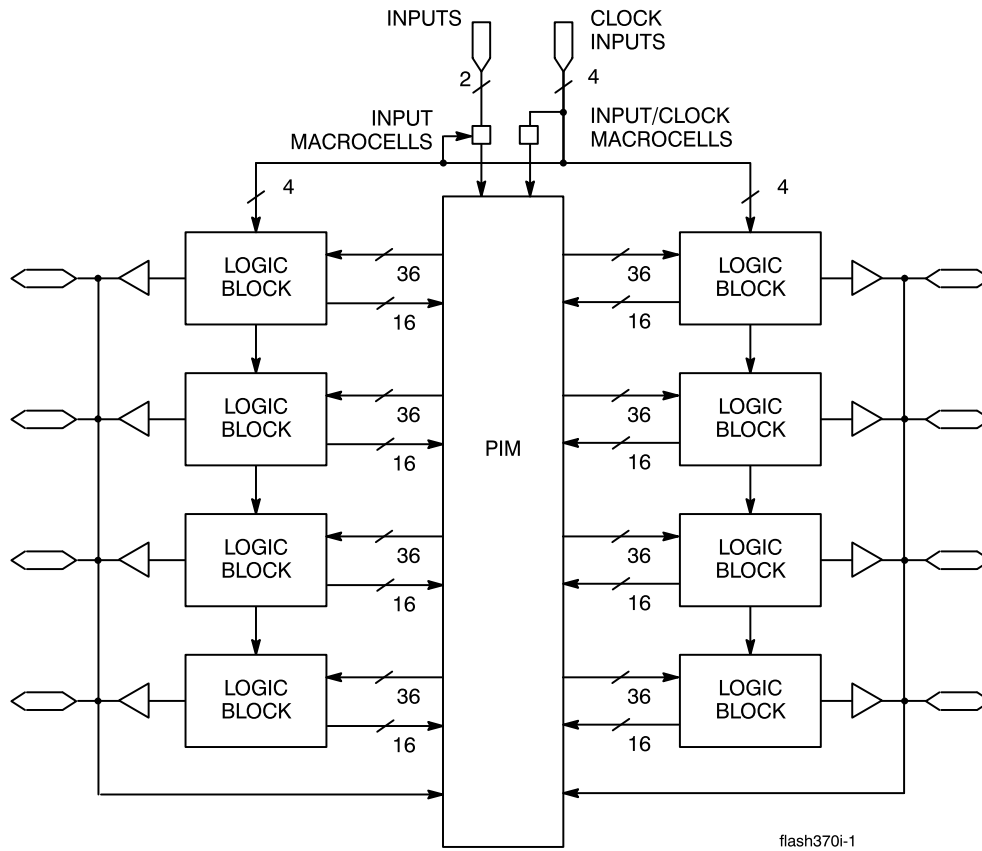 INPUTS
CLOCK
INPUTS
2
4
INPUT
MACROCELLS
INPUT/CLOCK
MACROCELLS
4
4
LOGIC
BLOCK
36
16
36
16
LOGIC
BLOCK
LOGIC
BLOCK
36
16
PIM
36
16
LOGIC
BLOCK
LOGIC
BLOCK
36
16
36
16
LOGIC
BLOCK
LOGIC
BLOCK
36
16
36
16
LOGIC
BLOCK
flash370i-1